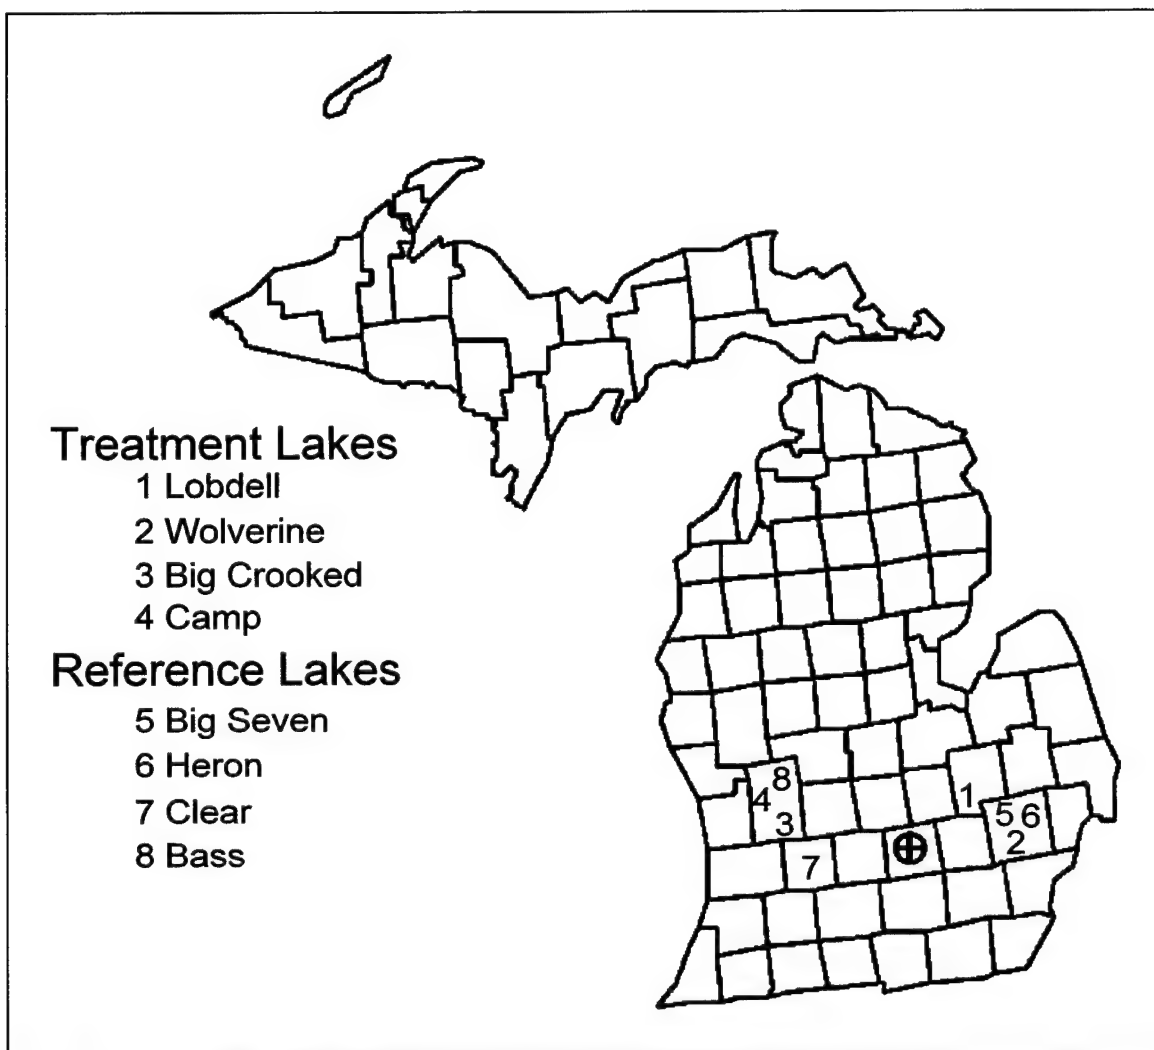 Treatment Lakes
1 Lobdell
2 Wolverine
3 Big Crooked
4 Camp
Reference Lakes
5 Big Seven
6 Heron
7 Clear
8 Bass
8
4
3
7
1
5 6
2